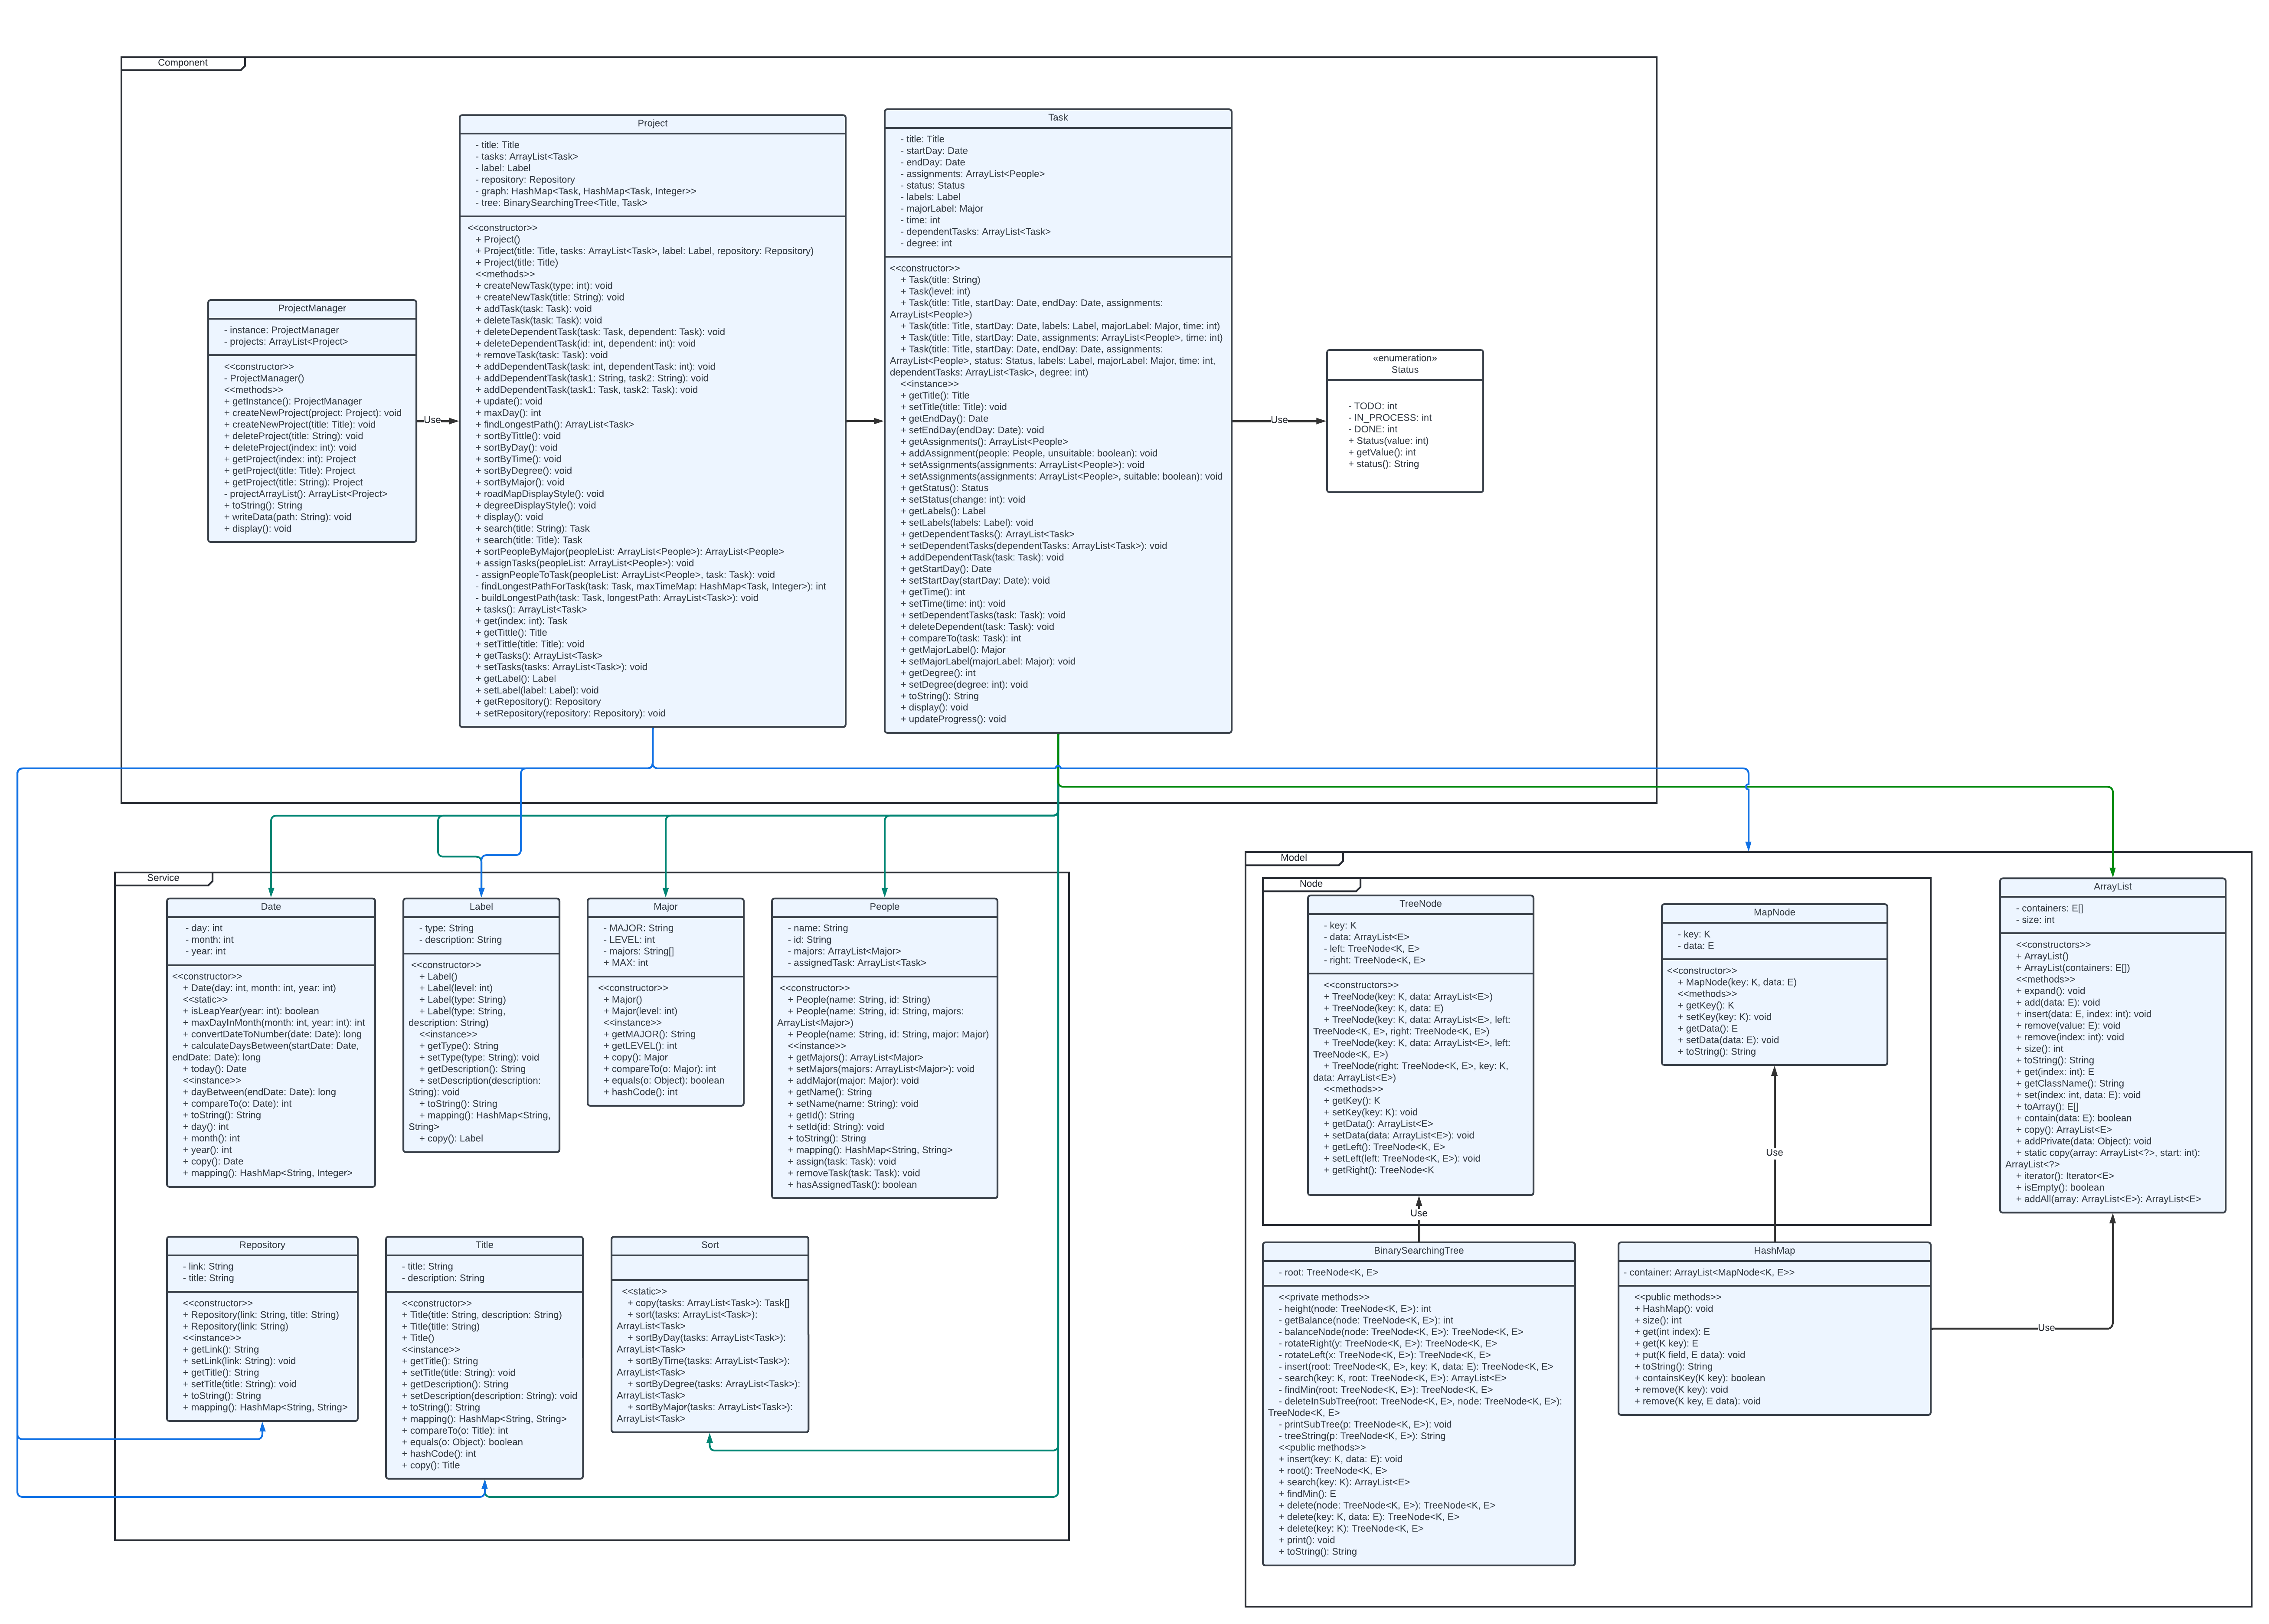 Component
ProjectManager
- instance: ProjectManager
- projects: ArrayList<Project>
<<constructor>>
- ProjectManager()
<<methods>>
+ getInstance(): ProjectManager
+ createNewProject(project: Project): void
+ createNewProject(title: Title): void
+ deleteProject(title: String): void
+ deleteProject(index: int): void
+ getProject(index: int): Project
+ getProject(title: Title): Project
+ getProject(title: String): Project
- projectArrayList(): ArrayList<Project>
+ toString(): String
+ writeData(path: String): void
+ display(): void
Use
Project
- title: Title
- tasks: ArrayList<Task>
- label: Label
- repository: Repository
- graph: HashMap<Task, HashMap<Task, Integer>>
- tree: BinarySearchingTree<Title, Task>
<<constructor>>
+ Project()
+ Project(title: Title, tasks: ArrayList<Task>, label: Label, repository: Repository)
+ Project(title: Title)
<<methods>>
+ createNewTask(type: int): void
+ createNewTask(title: String): void
+ addTask(task: Task): void
+ deleteTask(task: Task): void
+ deleteDependentTask(task: Task, dependent: Task): void
+ deleteDependentTask(id: int, dependent: int): void
+ removeTask(task: Task): void
+ addDependentTask(task: int, dependentTask: int): void
+ addDependentTask(task1: String, task2: String): void
+ addDependentTask(task1: Task, task2: Task): void
+ update(): void
+ maxDay(): int
+ findLongestPath(): ArrayList<Task>
+ sortByTittle(): void
+ sortByDay(): void
+ sortByTime(): void
+ sortByDegree(): void
+ sortByMajor(): void
+ roadMapDisplayStyle(): void
+ degreeDisplayStyle(): void
+ display(): void
+ search(title: String): Task
+ search(title: Title): Task
+ sortPeopleByMajor(peopleList: ArrayList<People>): ArrayList<People>
+ assignTasks(peopleList: ArrayList<People>): void
- assignPeopleToTask(peopleList: ArrayList<People>, task: Task): void
- findLongestPathForTask(task: Task, maxTimeMap: HashMap<Task, Integer>): int
- buildLongestPath(task: Task, longestPath: ArrayList<Task>): void
+ tasks(): ArrayList<Task>
+ get(index: int): Task
+ getTittle(): Title
+ setTittle(title: Title): void
+ getTasks(): ArrayList<Task>
+ setTasks(tasks: ArrayList<Task>): void
+ getLabel(): Label
+ setLabel(label: Label): void
+ getRepository(): Repository
+ setRepository(repository: Repository): void
Task
- title: Title
- startDay: Date
- endDay: Date
- assignments: ArrayList<People>
- status: Status
- labels: Label
- majorLabel: Major
- time: int
- dependentTasks: ArrayList<Task>
- degree: int
<<constructor>>
+ Task(title: String)
+ Task(level: int)
+ Task(title: Title, startDay: Date, endDay: Date, assignments:
ArrayList<People>)
+ Task(title: Title, startDay: Date, labels: Label, majorLabel: Major, time: int)
+ Task(title: Title, startDay: Date, assignments: ArrayList<People>, time: int)
+ Task(title: Title, startDay: Date, endDay: Date, assignments:
ArrayList<People>, status: Status, labels: Label, majorLabel: Major, time: int,
dependentTasks: ArrayList<Task>, degree: int)
<<instance>>
+ getTitle(): Title
+ setTitle(title: Title): void
+ getEndDay(): Date
+ setEndDay(endDay: Date): void
+ getAssignments(): ArrayList<People>
+ addAssignment(people: People, unsuitable: boolean): void
+ setAssignments(assignments: ArrayList<People>): void
+ setAssignments(assignments: ArrayList<People>, suitable: boolean): void
+ getStatus(): Status
+ setStatus(change: int): void
+ getLabels(): Label
+ setLabels(labels: Label): void
+ getDependentTasks(): ArrayList<Task>
+ setDependentTasks(dependentTasks: ArrayList<Task>): void
+ addDependentTask(task: Task): void
+ getStartDay(): Date
+ setStartDay(startDay: Date): void
+ getTime(): int
+ setTime(time: int): void
+ setDependentTasks(task: Task): void
+ deleteDependent(task: Task): void
+ compareTo(task: Task): int
+ getMajorLabel(): Major
+ setMajorLabel(majorLabel: Major): void
+ getDegree(): int
+ setDegree(degree: int): void
+ toString(): String
+ display(): void
+ updateProgress(): void
Use
«enumeration»
Status
- TODO: int
- IN_PROCESS: int
- DONE: int
+ Status(value: int)
+ getValue(): int
+ status(): String
Service
Date
- day: int
- month: int
- year: int
<<constructor>>
+ Date(day: int, month: int, year: int)
<<static>>
+ isLeapYear(year: int): boolean
+ maxDayInMonth(month: int, year: int): int
+ convertDateToNumber(date: Date): long
+ calculateDaysBetween(startDate: Date,
endDate: Date): long
+ today(): Date
<<instance>>
+ dayBetween(endDate: Date): long
+ compareTo(o: Date): int
+ toString(): String
+ day(): int
+ month(): int
+ year(): int
+ copy(): Date
+ mapping(): HashMap<String, Integer>
Label
- type: String
- description: String
<<constructor>>
+ Label()
+ Label(level: int)
+ Label(type: String)
+ Label(type: String,
description: String)
<<instance>>
+ getType(): String
+ setType(type: String): void
+ getDescription(): String
+ setDescription(description:
String): void
+ toString(): String
+ mapping(): HashMap<String,
String>
+ copy(): Label
Major
- MAJOR: String
- LEVEL: int
- majors: String[]
+ MAX: int
<<constructor>>
+ Major()
+ Major(level: int)
<<instance>>
+ getMAJOR(): String
+ getLEVEL(): int
+ copy(): Major
+ compareTo(o: Major): int
+ equals(o: Object): boolean
+ hashCode(): int
People
- name: String
- id: String
- majors: ArrayList<Major>
- assignedTask: ArrayList<Task>
<<constructor>>
+ People(name: String, id: String)
+ People(name: String, id: String, majors:
ArrayList<Major>)
+ People(name: String, id: String, major: Major)
<<instance>>
+ getMajors(): ArrayList<Major>
+ setMajors(majors: ArrayList<Major>): void
+ addMajor(major: Major): void
+ getName(): String
+ setName(name: String): void
+ getId(): String
+ setId(id: String): void
+ toString(): String
+ mapping(): HashMap<String, String>
+ assign(task: Task): void
+ removeTask(task: Task): void
+ hasAssignedTask(): boolean
Repository
- link: String
- title: String
<<constructor>>
+ Repository(link: String, title: String)
+ Repository(link: String)
<<instance>>
+ getLink(): String
+ setLink(link: String): void
+ getTitle(): String
+ setTitle(title: String): void
+ toString(): String
+ mapping(): HashMap<String, String>
Title
- title: String
- description: String
<<constructor>>
+ Title(title: String, description: String)
+ Title(title: String)
+ Title()
<<instance>>
+ getTitle(): String
+ setTitle(title: String): void
+ getDescription(): String
+ setDescription(description: String): void
+ toString(): String
+ mapping(): HashMap<String, String>
+ compareTo(o: Title): int
+ equals(o: Object): boolean
+ hashCode(): int
+ copy(): Title
Sort
<<static>>
+ copy(tasks: ArrayList<Task>): Task[]
+ sort(tasks: ArrayList<Task>):
ArrayList<Task>
+ sortByDay(tasks: ArrayList<Task>):
ArrayList<Task>
+ sortByTime(tasks: ArrayList<Task>):
ArrayList<Task>
+ sortByDegree(tasks: ArrayList<Task>):
ArrayList<Task>
+ sortByMajor(tasks: ArrayList<Task>):
ArrayList<Task>
Model
Node
TreeNode
- key: K
- data: ArrayList<E>
- left: TreeNode<K, E>
- right: TreeNode<K, E>
<<constructors>>
+ TreeNode(key: K, data: ArrayList<E>)
+ TreeNode(key: K, data: E)
+ TreeNode(key: K, data: ArrayList<E>, left:
TreeNode<K, E>, right: TreeNode<K, E>)
+ TreeNode(key: K, data: ArrayList<E>, left:
TreeNode<K, E>)
+ TreeNode(right: TreeNode<K, E>, key: K,
data: ArrayList<E>)
<<methods>>
+ getKey(): K
+ setKey(key: K): void
+ getData(): ArrayList<E>
+ setData(data: ArrayList<E>): void
+ getLeft(): TreeNode<K, E>
+ setLeft(left: TreeNode<K, E>): void
+ getRight(): TreeNode<K
MapNode
- key: K
- data: E
<<constructor>>
+ MapNode(key: K, data: E)
<<methods>>
+ getKey(): K
+ setKey(key: K): void
+ getData(): E
+ setData(data: E): void
+ toString(): String
Use
Use
ArrayList
- containers: E[]
- size: int
<<constructors>>
+ ArrayList()
+ ArrayList(containers: E[])
<<methods>>
+ expand(): void
+ add(data: E): void
+ insert(data: E, index: int): void
+ remove(value: E): void
+ remove(index: int): void
+ size(): int
+ toString(): String
+ get(index: int): E
+ getClassName(): String
+ set(index: int, data: E): void
+ toArray(): E[]
+ contain(data: E): boolean
+ copy(): ArrayList<E>
+ addPrivate(data: Object): void
+ static copy(array: ArrayList<?>, start: int):
ArrayList<?>
+ iterator(): Iterator<E>
+ isEmpty(): boolean
+ addAll(array: ArrayList<E>): ArrayList<E>
BinarySearchingTree
- root: TreeNode<K, E>
<<private methods>>
- height(node: TreeNode<K, E>): int
- getBalance(node: TreeNode<K, E>): int
- balanceNode(node: TreeNode<K, E>): TreeNode<K, E>
- rotateRight(y: TreeNode<K, E>): TreeNode<K, E>
- rotateLeft(x: TreeNode<K, E>): TreeNode<K, E>
- insert(root: TreeNode<K, E>, key: K, data: E): TreeNode<K, E>
- search(key: K, root: TreeNode<K, E>): ArrayList<E>
- findMin(root: TreeNode<K, E>): TreeNode<K, E>
- deleteInSubTree(root: TreeNode<K, E>, node: TreeNode<K, E>):
TreeNode<K, E>
- printSubTree(p: TreeNode<K, E>): void
- treeString(p: TreeNode<K, E>): String
<<public methods>>
+ insert(key: K, data: E): void
+ root(): TreeNode<K, E>
+ search(key: K): ArrayList<E>
+ findMin(): E
+ delete(node: TreeNode<K, E>): TreeNode<K, E>
+ delete(key: K, data: E): TreeNode<K, E>
+ delete(key: K): TreeNode<K, E>
+ print(): void
+ toString(): String
HashMap
- container: ArrayList<MapNode<K, E>>
<<public methods>>
+ HashMap(): void
+ size(): int
+ get(int index): E
+ get(K key): E
+ put(K field, E data): void
+ toString(): String
+ containsKey(K key): boolean
+ remove(K key): void
+ remove(K key, E data): void
Use